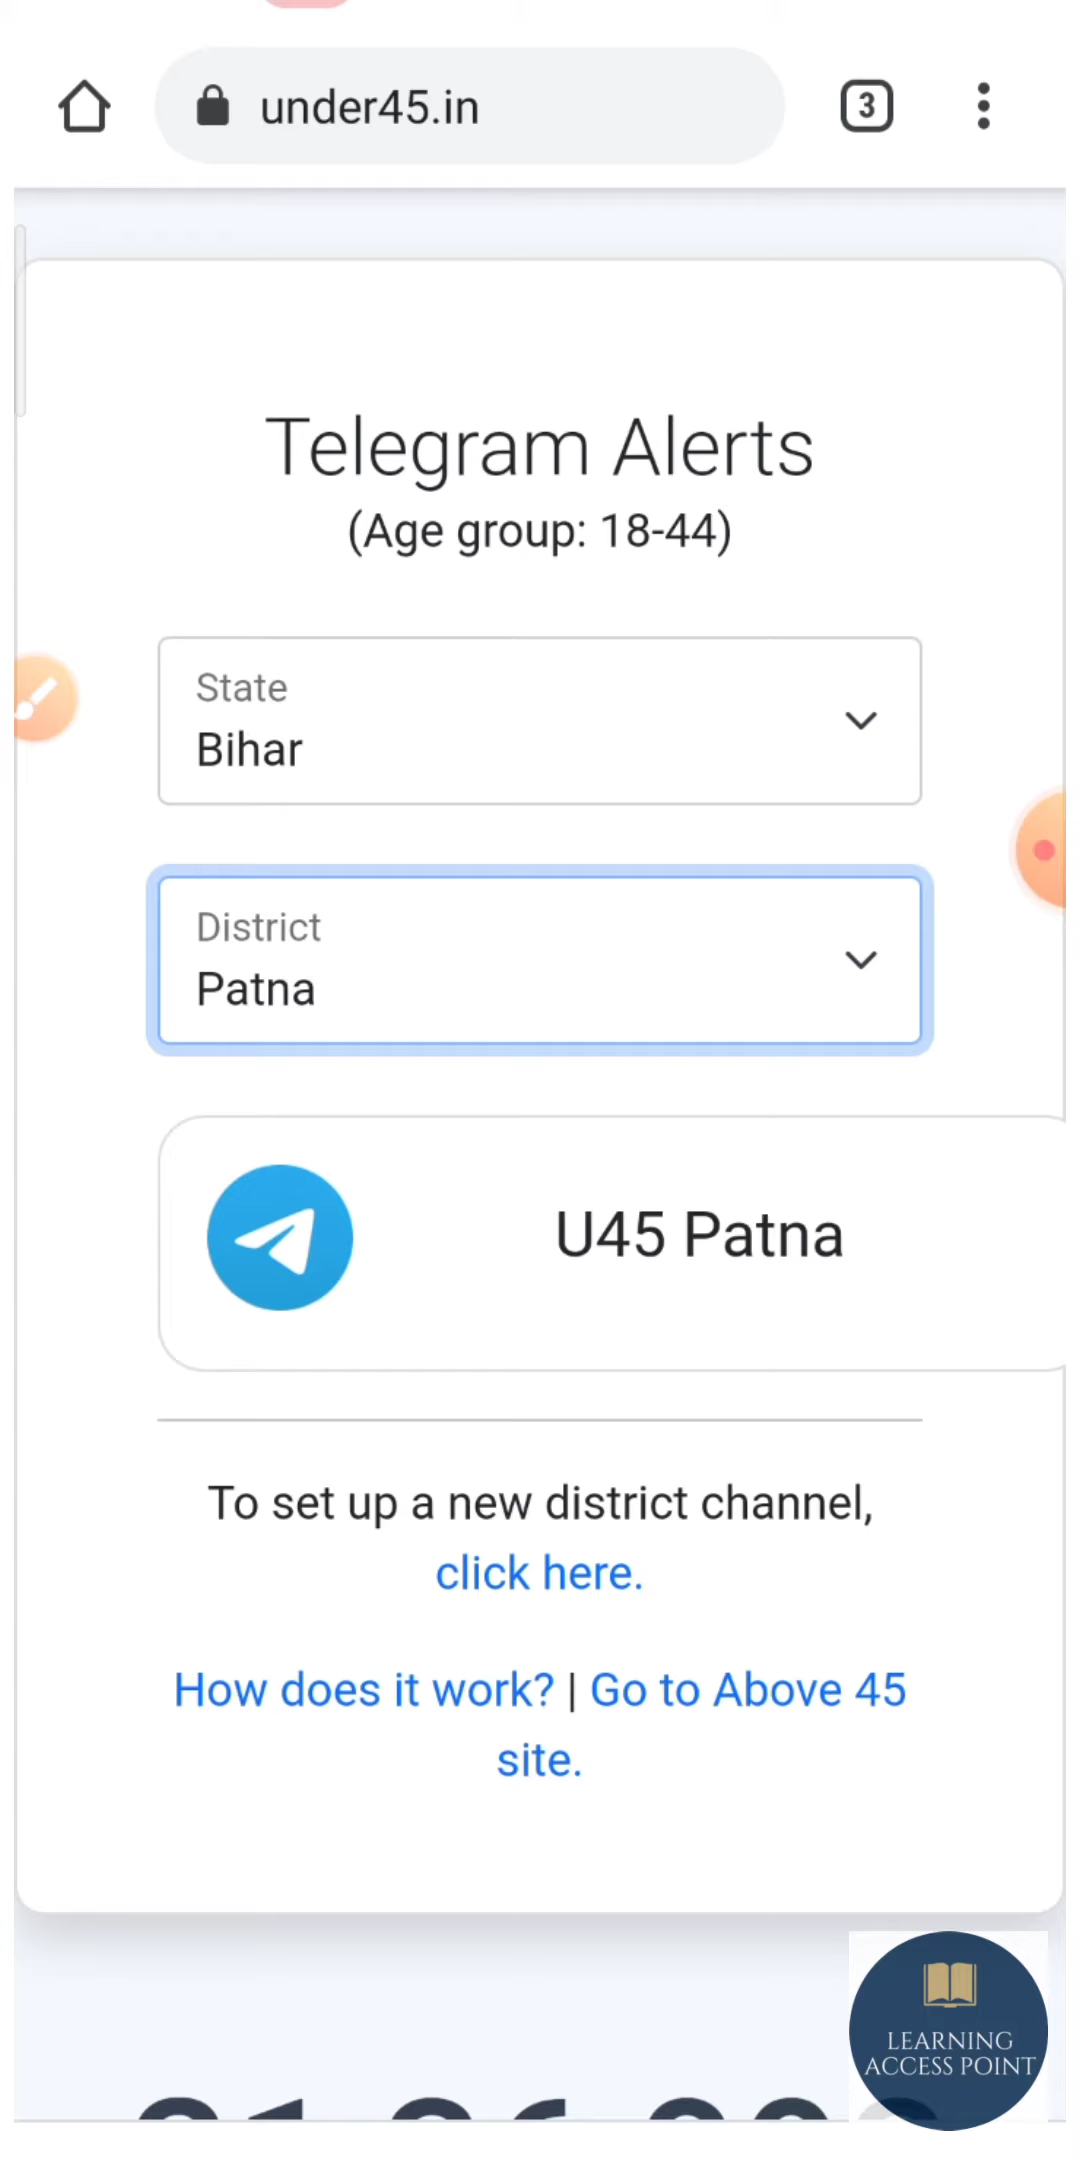 under45.in
3
Telegram Alerts
(Age group: 18-44)
State
Bihar
District
Patna
U45 Patna
To set up a new district channel,
click here.
How does it work? | Go to Above 45
site.
LEARNING
ACCESS POINT